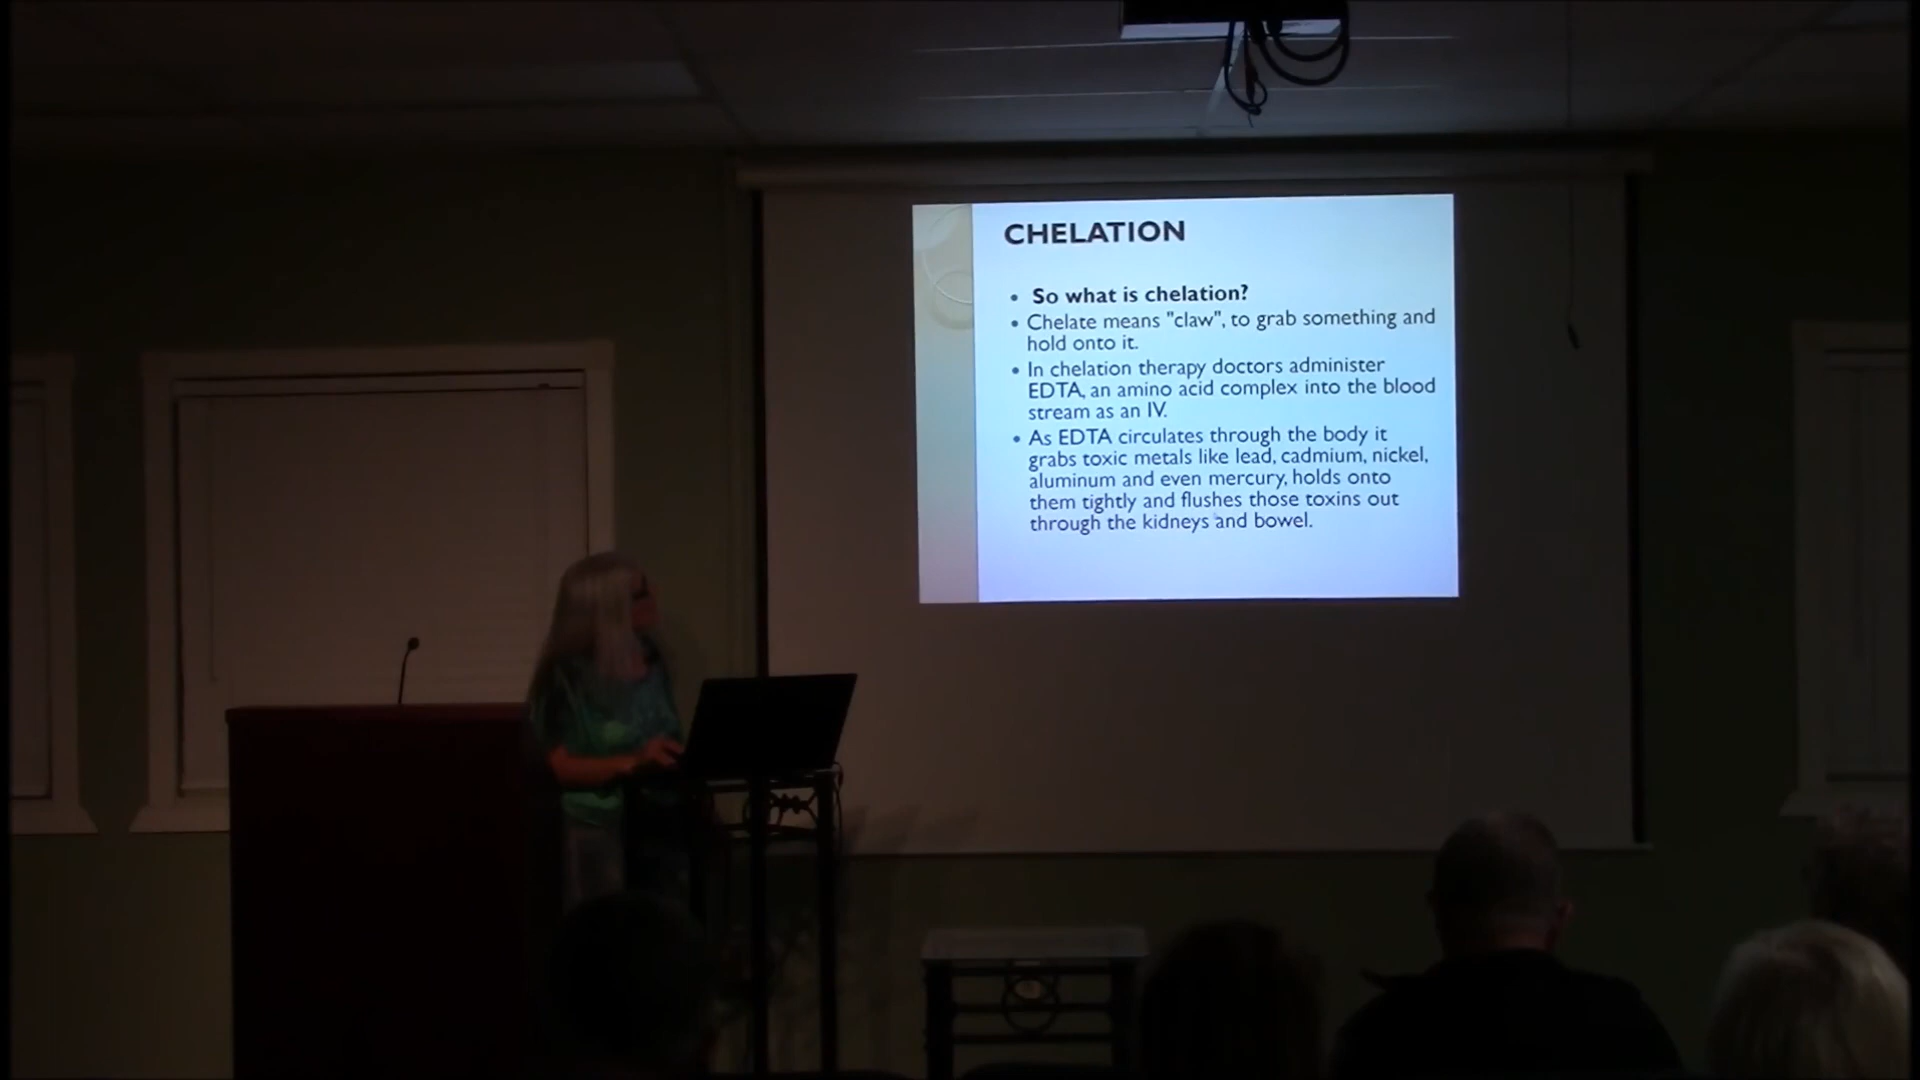 CHELATION
• So what is chelation?
• Chelate means "claw", to grab something and
hold onto it.
• In chelation therapy doctors administer
EDTA, an amino acid complex into the blood
stream as an IV.
• As EDTA circulates through the body it
grabs toxic metals like lead, cadmium, nickel,
aluminum and even mercury, holds onto
them tightly and flushes those toxins out
through the kidneys and bowel.